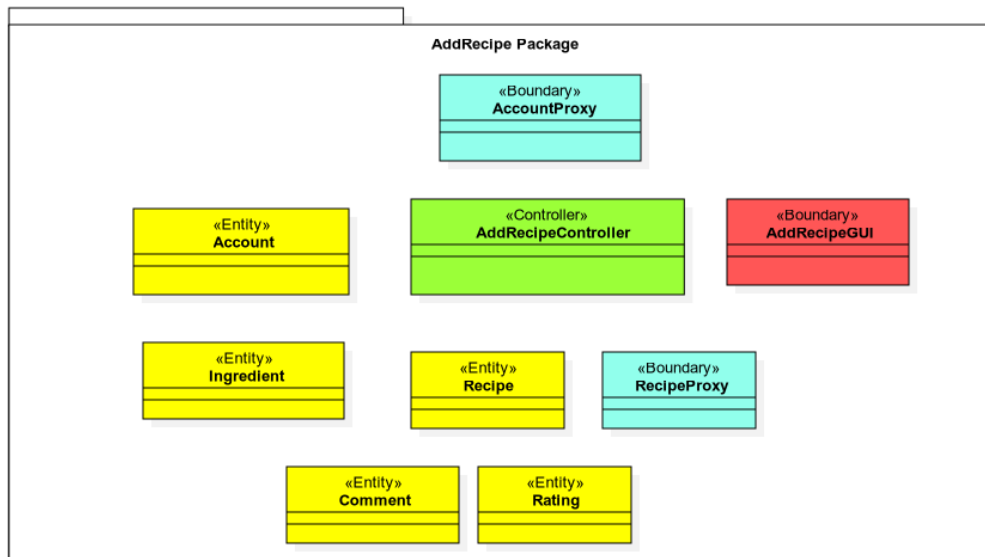 AddRecipe Package
«Boundary»
AccountProxy
«Entity»
Account
«Controller»
AddRecipeController
«Boundary»
AddRecipeGUI
«Entity»
Ingredient
«Entity»
Recipe
«Boundary»
RecipeProxy
«Entity»
Comment
«Entity»
Rating